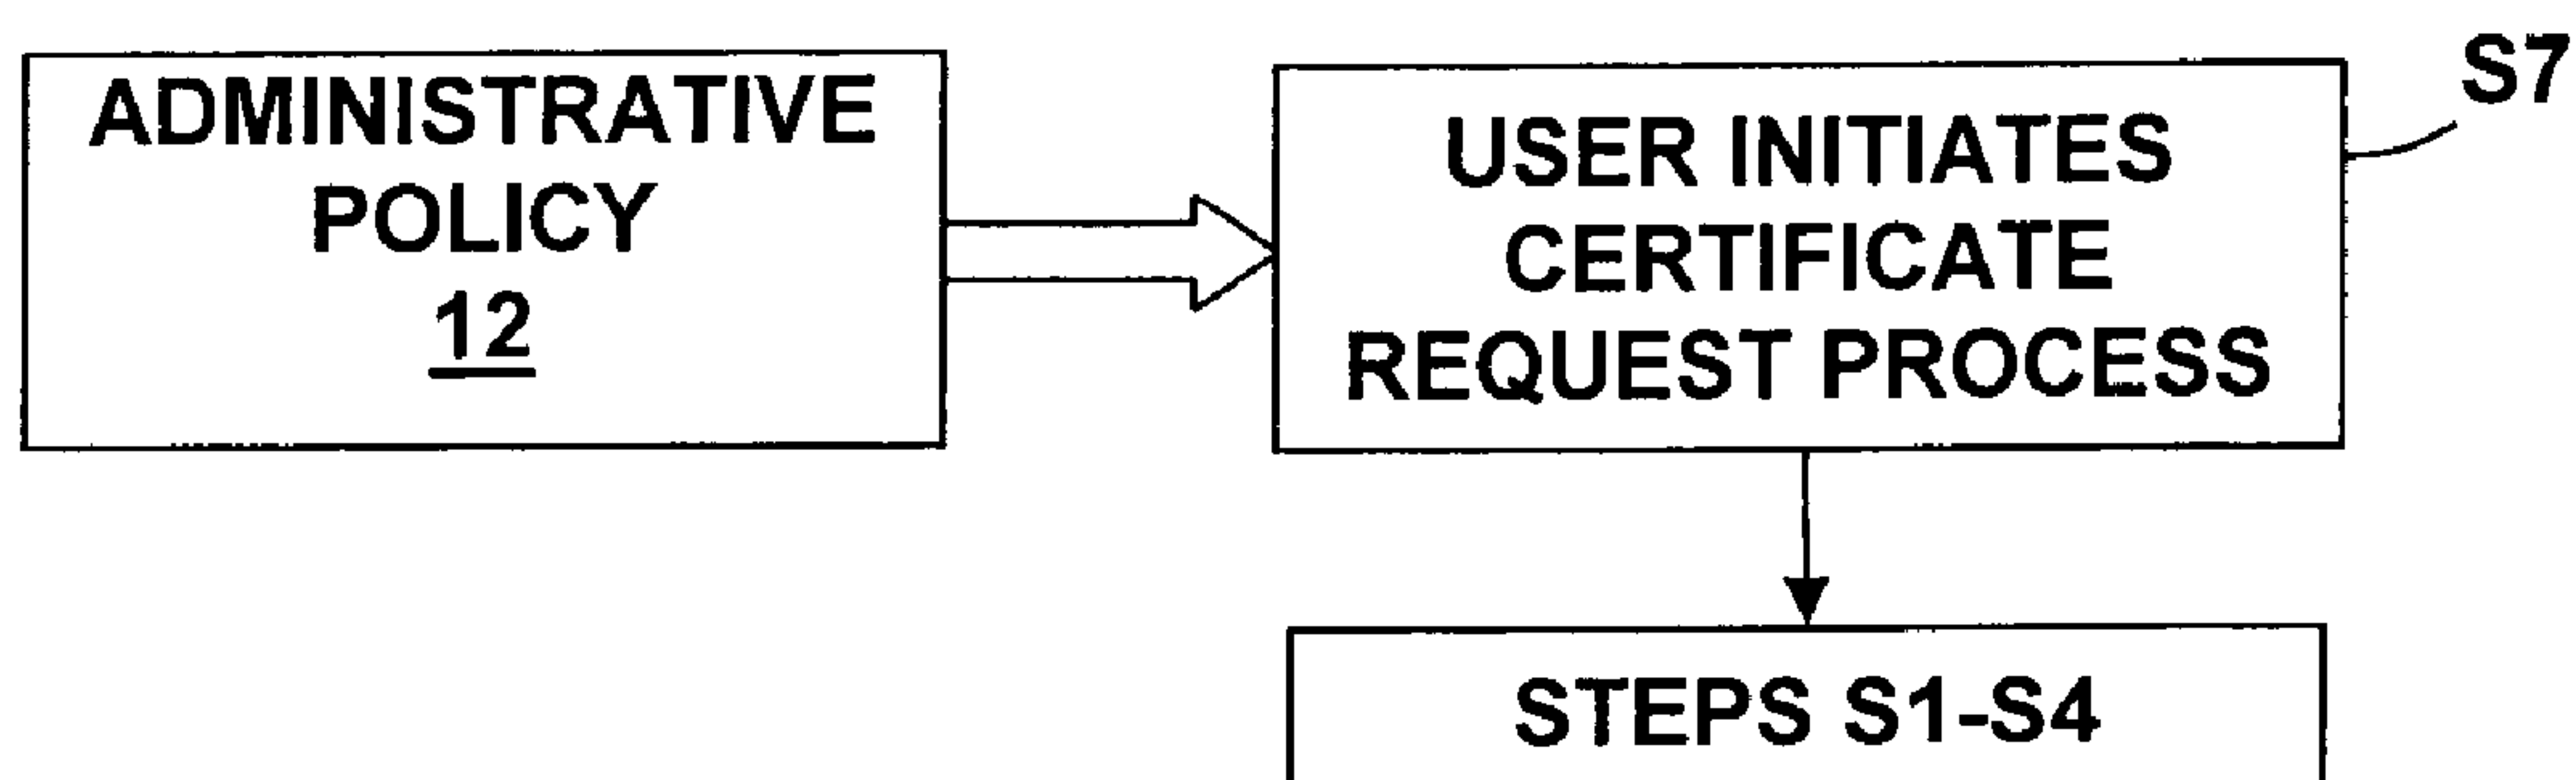 ADMINISTRATIVE
POLICY
12
USER INITIATES
CERTIFICATE
REQUEST PROCESS
S7
STEPS S1-S4